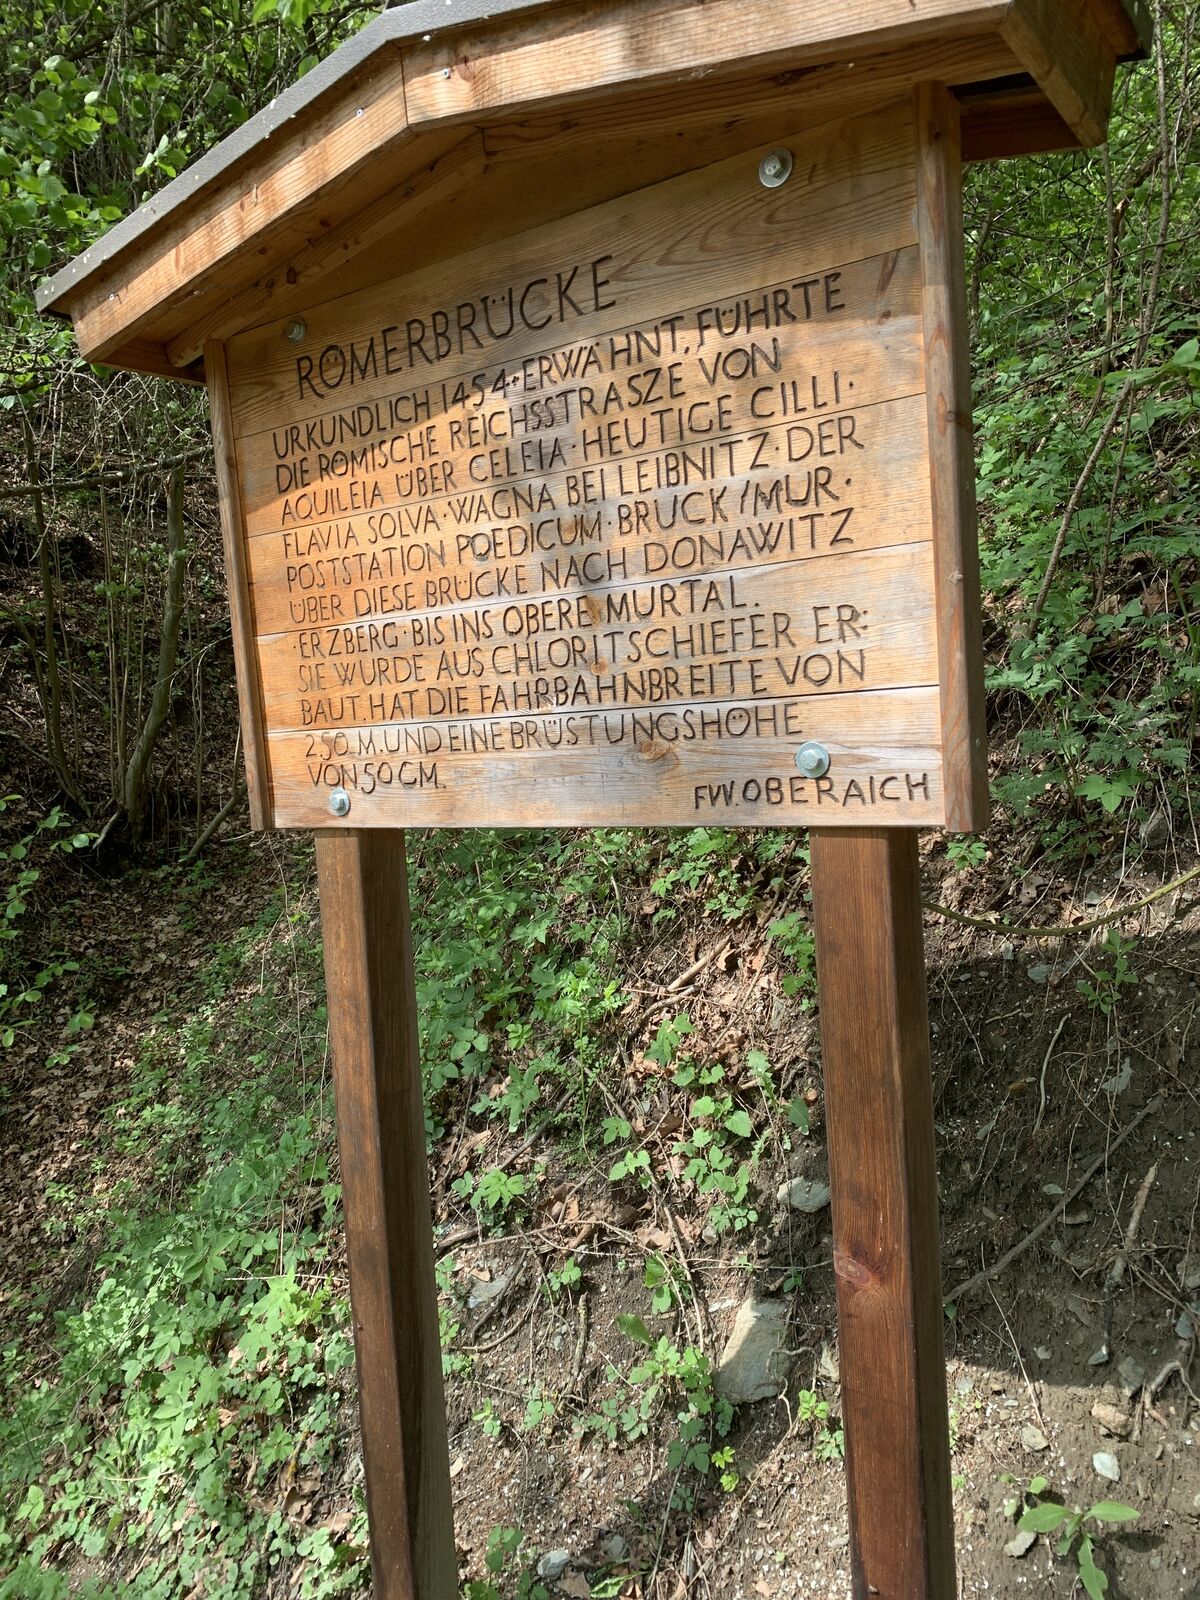 RÖMERBRÜCKE
URKUNDLICH 1454·ERWÄHNT, FÜHRTE
DIE RÖMISCHE REICHSSTRASZE VON
AQUILEIA ÜBER CELEIA·HEUTIGE CILLI·
FLAVIA SOLVA·WAGNA BEI LEIBNITZ·DER
POSTSTATION POEDICUM·BRUCK/MUR·
ÜBER DIESE BRÜCKE NACH DONAWITZ
·ERZBERG·BIS INS OBERE MURTAL.
SIE WURDE AUS CHLORITSCHIEFER ER:
BAUT. HAT DIE FAHRBAHNBREITE VON
2,50 M. UND EINE BRÜSTUNGSHÖHE
VON 50 CM.
FVV. OBERAICH